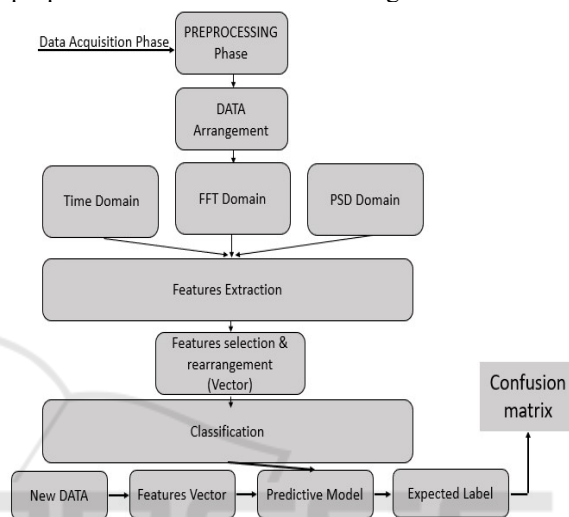 Data Acquisition Phase
PREPROCESSING
Phase
DATA
Arrangement
Time Domain
FFT Domain
PSD Domain
Features Extraction
Features selection &
rearrangement
(Vector)
Classification
Confusion
matrix
New DATA
Features Vector
Predictive Model
Expected Label